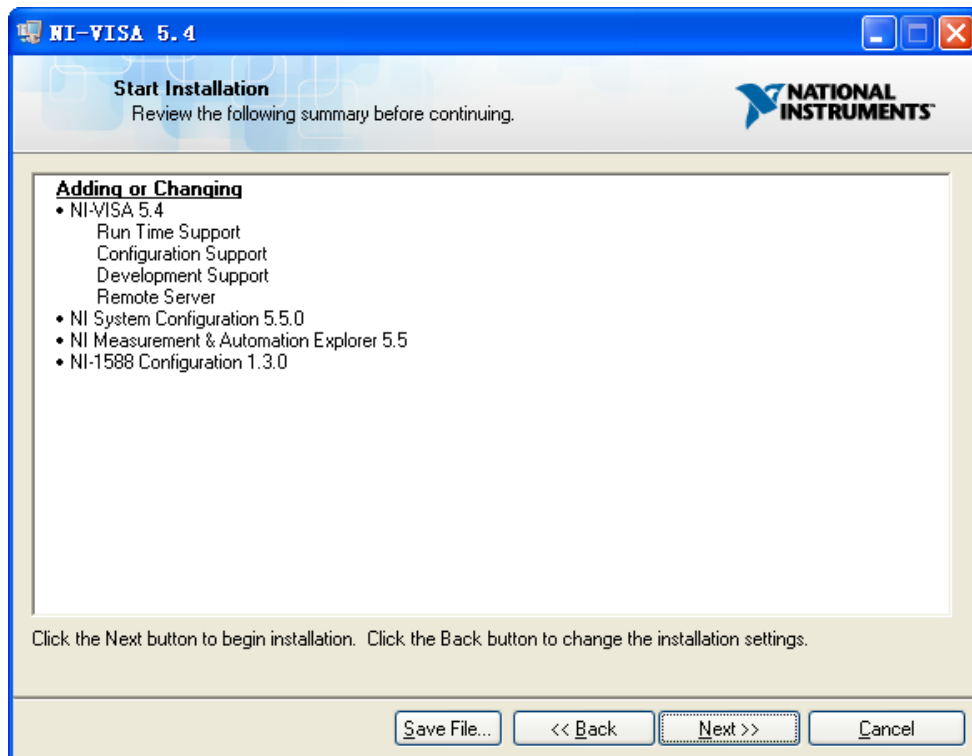 NI-VISA 5.4
Start Installation
Review the following summary before continuing.
NATIONAL
INSTRUMENTS™
Adding or Changing
• NI-VISA 5.4
Run Time Support
Configuration Support
Development Support
Remote Server
• NI System Configuration 5.5.0
• NI Measurement & Automation Explorer 5.5
• NI-1588 Configuration 1.3.0
Click the Next button to begin installation. Click the Back button to change the installation settings.
Save File... << Back Next >> Cancel